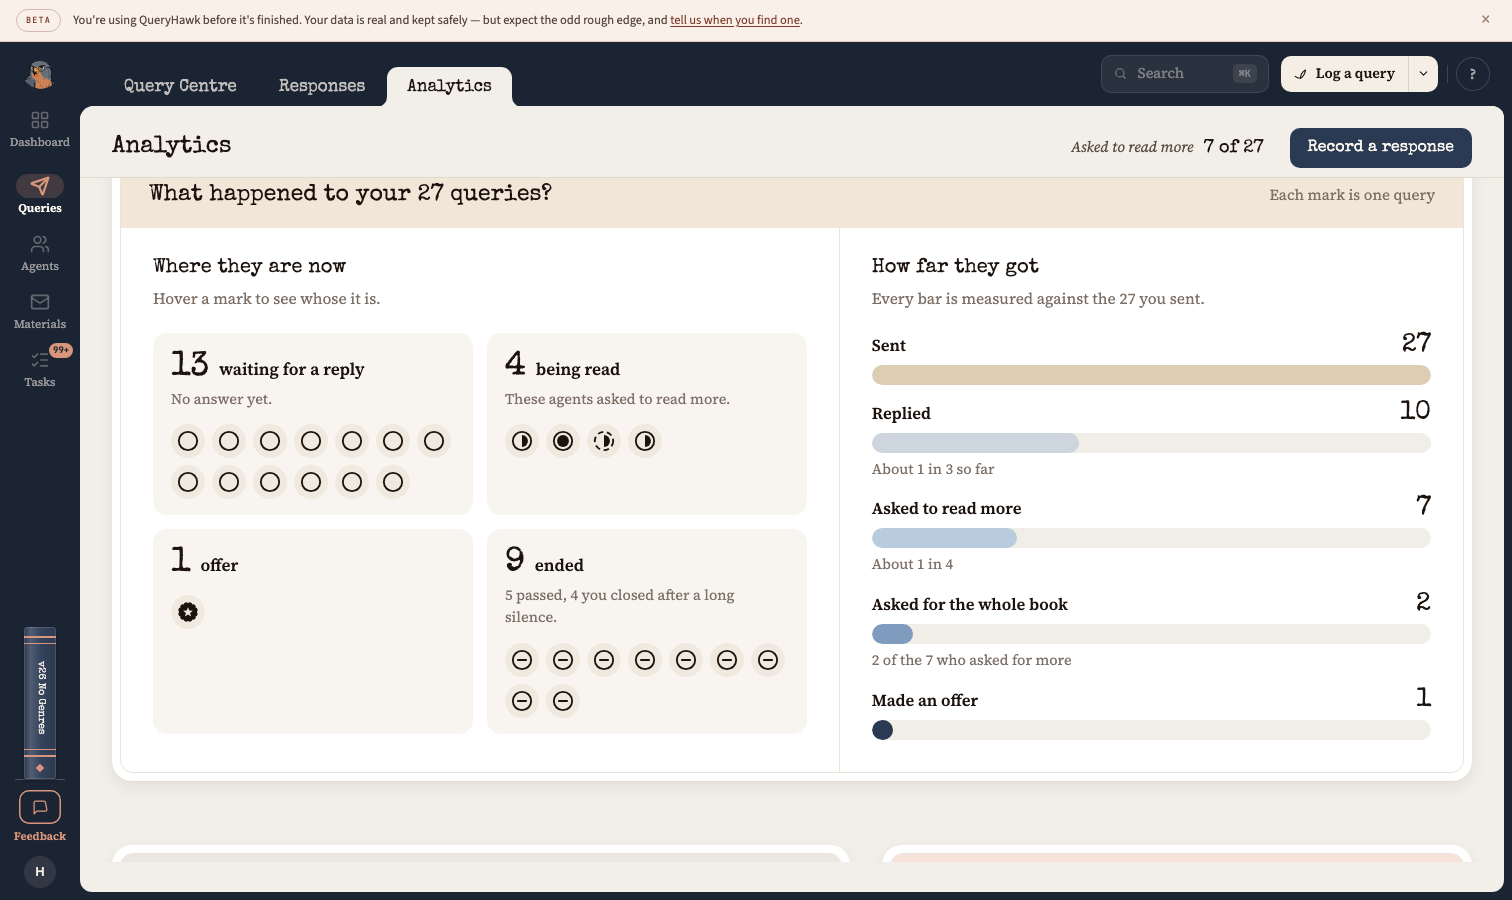 BETA
You're using QueryHawk before it's finished. Your data is real and kept safely — but expect the odd rough edge, and tell us when you find one.
×
Query Centre
Responses
Analytics
Search
⌘K
Log a query
?
Dashboard
Queries
Agents
Materials
99+
Tasks
v26 No Genres
Feedback
H
Analytics
Asked to read more 7 of 27
Record a response
What happened to your 27 queries?
Each mark is one query
Where they are now
Hover a mark to see whose it is.
13 waiting for a reply
No answer yet.
4 being read
These agents asked to read more.
1 offer
9 ended
5 passed, 4 you closed after a long
silence.
How far they got
Every bar is measured against the 27 you sent.
Sent 27
Replied 10
About 1 in 3 so far
Asked to read more 7
About 1 in 4
Asked for the whole book 2
2 of the 7 who asked for more
Made an offer 1